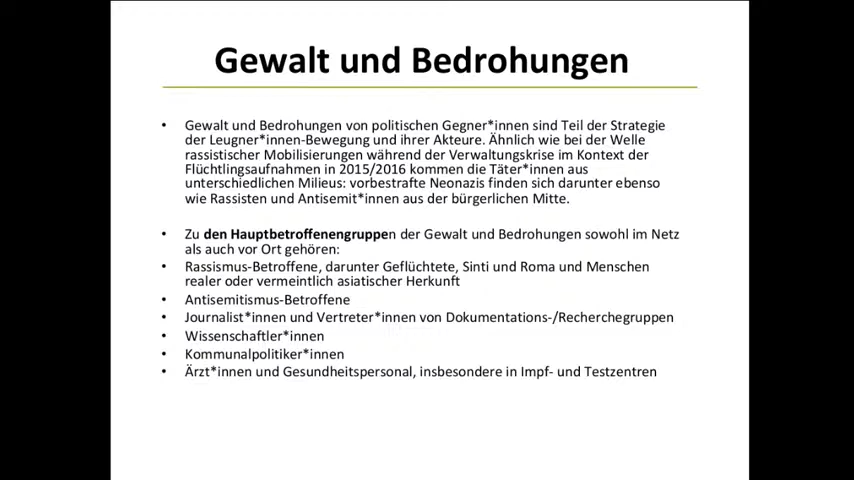 Gewalt und Bedrohungen
• Gewalt und Bedrohungen von politischen Gegner*innen sind Teil der Strategie
der Leugner*innen-Bewegung und ihrer Akteure. Ähnlich wie bei der Welle
rassistischer Mobilisierungen während der Verwaltungskrise im Kontext der
Flüchtlingsaufnahmen in 2015/2016 kommen die Täter*innen aus
unterschiedlichen Milieus: vorbestrafte Neonazis finden sich darunter ebenso
wie Rassisten und Antisemit*innen aus der bürgerlichen Mitte.
• Zu den Hauptbetroffenengruppen der Gewalt und Bedrohungen sowohl im Netz
als auch vor Ort gehören:
• Rassismus-Betroffene, darunter Geflüchtete, Sinti und Roma und Menschen
realer oder vermeintlich asiatischer Herkunft
• Antisemitismus-Betroffene
• Journalist*innen und Vertreter*innen von Dokumentations-/Recherchegruppen
• Wissenschaftler*innen
• Kommunalpolitiker*innen
• Ärzt*innen und Gesundheitspersonal, insbesondere in Impf- und Testzentren